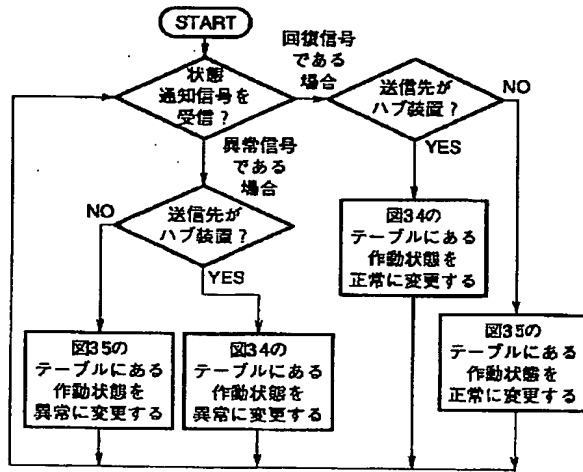 START
状態
通知信号を
受信？
回復信号
である
場合
送信先が
ハブ装置？
NO
YES
異常信号
である
場合
送信先が
ハブ装置？
NO
YES
図34の
テーブルにある
作動状態を
正常に変更する
図35の
テーブルにある
作動状態を
正常に変更する
図35の
テーブルにある
作動状態を
異常に変更する
図34の
テーブルにある
作動状態を
異常に変更する